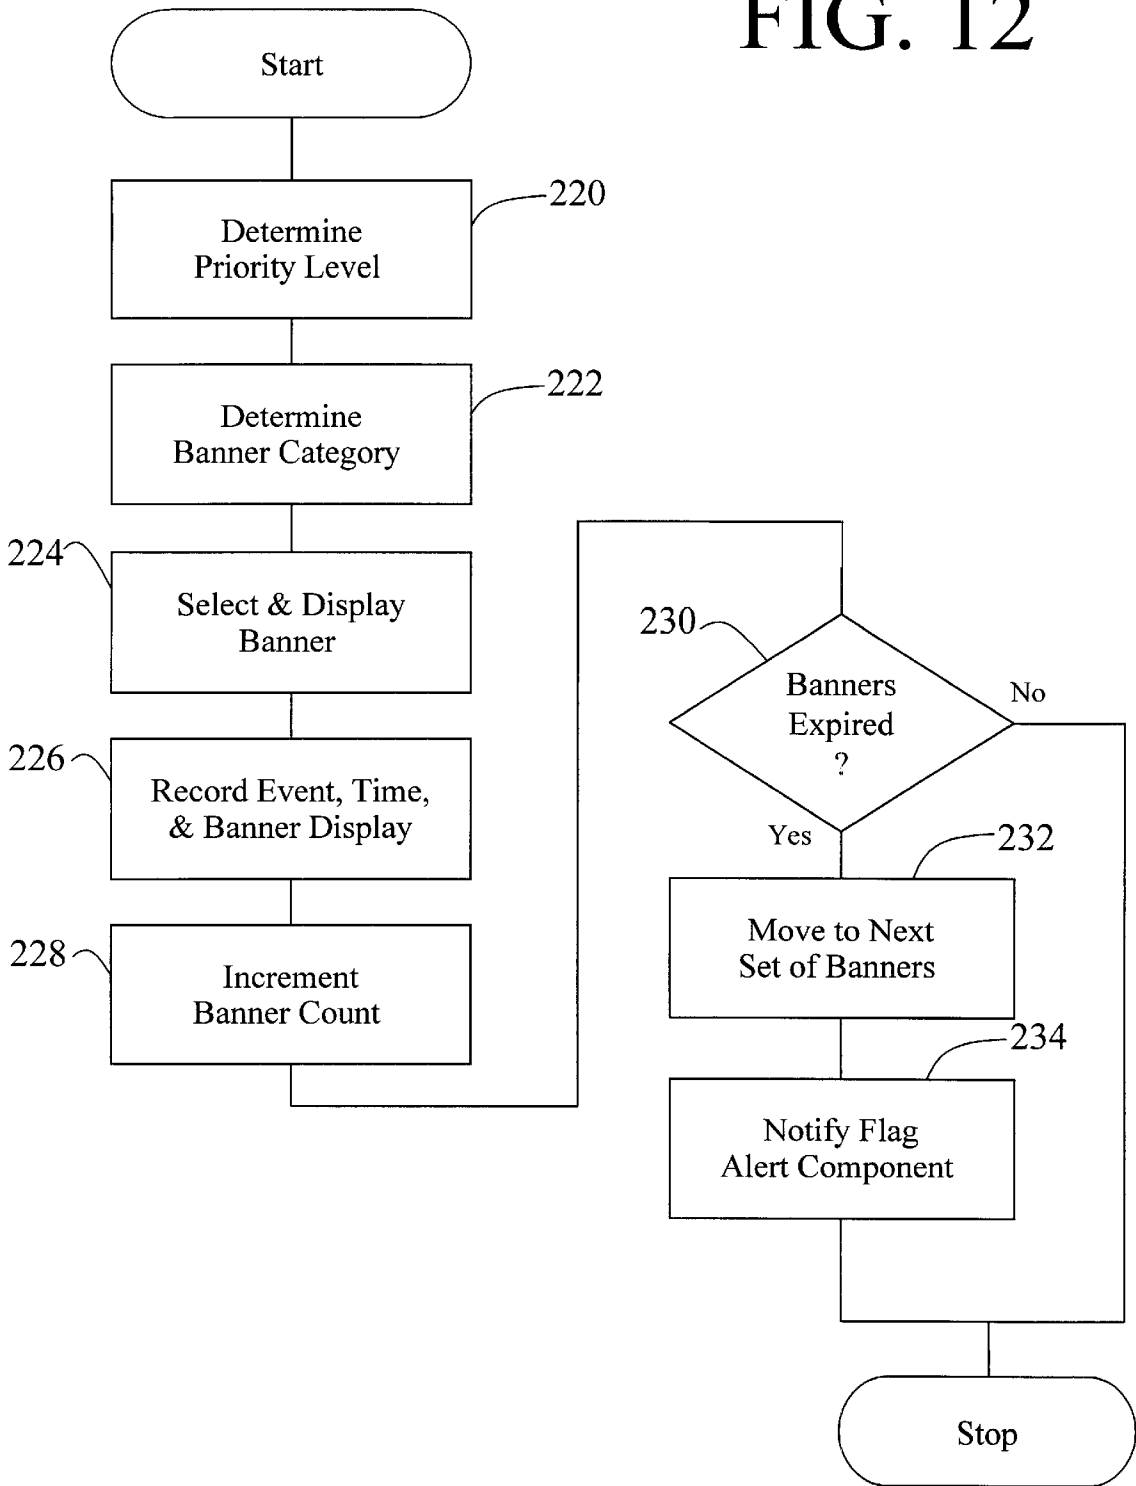 FIG. 12
Start
220
Determine
Priority Level
222
Determine
Banner Category
224
Select & Display
Banner
226
Record Event, Time,
& Banner Display
228
Increment
Banner Count
230
Banners
Expired
?
No
Yes
232
Move to Next
Set of Banners
234
Notify Flag
Alert Component
Stop